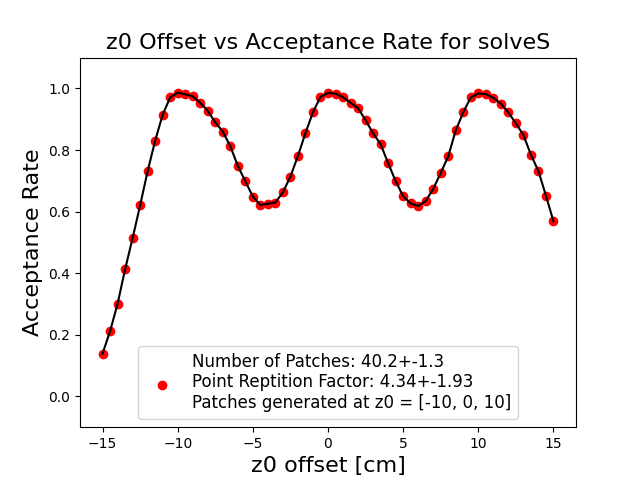 z0 Offset vs Acceptance Rate for solveS
1.0
0.8
0.6
0.4
0.2
0.0
Acceptance Rate
Number of Patches: 40.2+-1.3
Point Reptition Factor: 4.34+-1.93
Patches generated at z0 = [-10, 0, 10]
−15 −10 −5 0 5 10 15
z0 offset [cm]